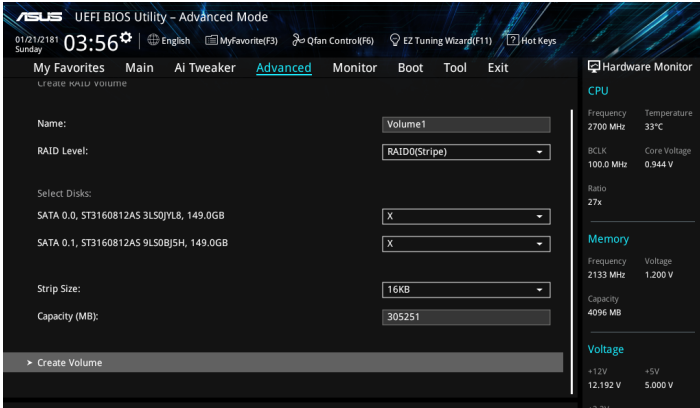 ASUS UEFI BIOS Utility – Advanced Mode
01/21/2181 Sunday 03:56 English MyFavorite(F3) Qfan Control(F6) EZ Tuning Wizard(F11) ? Hot Keys
My Favorites Main Ai Tweaker Advanced Monitor Boot Tool Exit
Create RAID Volume
Name: Volume1
RAID Level: RAID0(Stripe)
Select Disks:
SATA 0.0, ST3160812AS 3LS0JYL8, 149.0GB X
SATA 0.1, ST3160812AS 9LS0BJ5H, 149.0GB X
Strip Size: 16KB
Capacity (MB): 305251
> Create Volume
Hardware Monitor
CPU
Frequency Temperature
2700 MHz 33°C
BCLK Core Voltage
100.0 MHz 0.944 V
Ratio
27x
Memory
Frequency Voltage
2133 MHz 1.200 V
Capacity
4096 MB
Voltage
+12V +5V
12.192 V 5.000 V